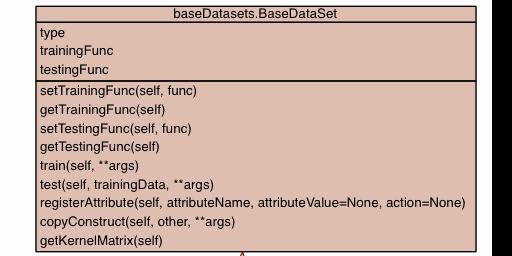 baseDatasets.BaseDataSet
type
trainingFunc
testingFunc
setTrainingFunc(self, func)
getTrainingFunc(self)
setTestingFunc(self, func)
getTestingFunc(self)
train(self, **args)
test(self, trainingData, **args)
registerAttribute(self, attributeName, attributeValue=None, action=None)
copyConstruct(self, other, **args)
getKernelMatrix(self)